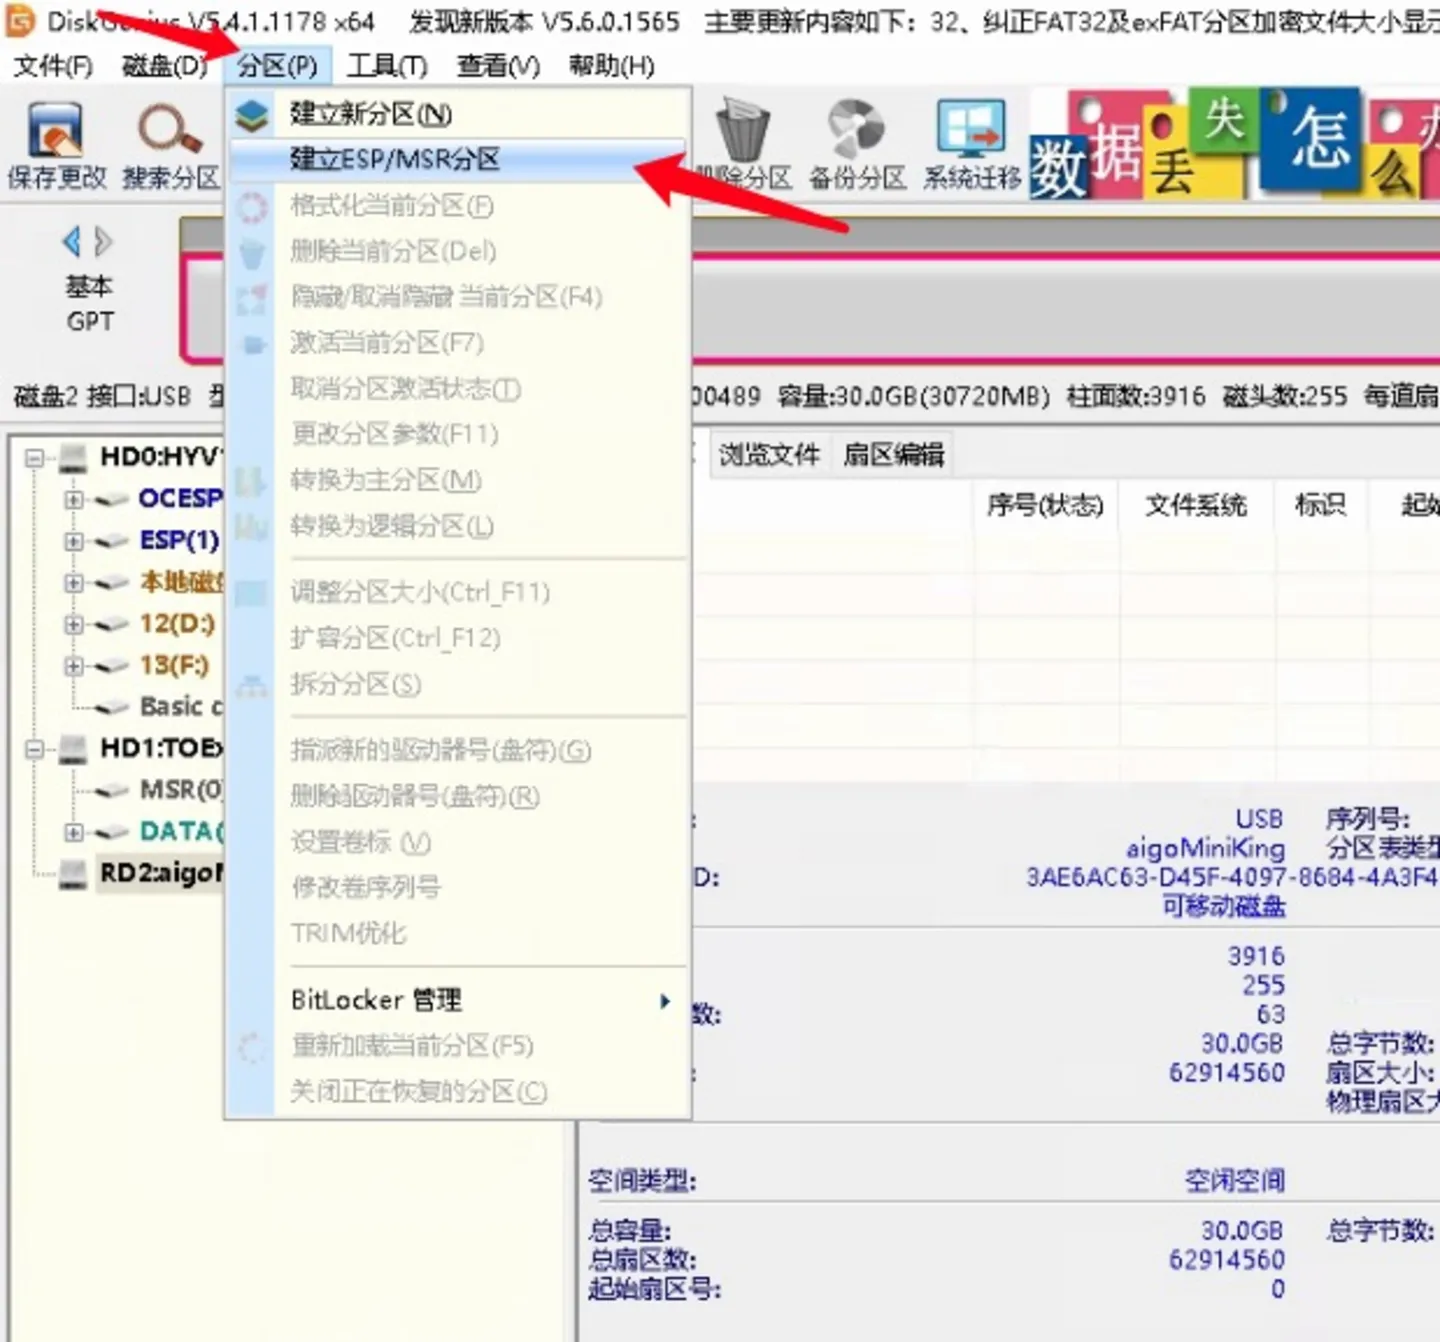 DiskGenius V5.4.1.1178 x64 发现新版本 V5.6.0.1565 主要更新内容如下：32、纠正FAT32及exFAT分区加密文件大小显示
文件(F) 磁盘(D) 分区(P) 工具(T) 查看(V) 帮助(H)
保存更改 搜索分区 删除分区 备份分区 系统迁移 数据丢失怎么办
建立新分区(N)
建立ESP/MSR分区
格式化当前分区(F)
删除当前分区(Del)
隐藏/取消隐藏 当前分区(F4)
激活当前分区(F7)
取消分区激活状态(T)
更改分区参数(F11)
转换为主分区(M)
转换为逻辑分区(L)
调整分区大小(Ctrl_F11)
扩容分区(Ctrl_F12)
拆分分区(S)
指派新的驱动器号(盘符)(G)
删除驱动器号(盘符)(R)
设置卷标 (V)
修改卷序列号
TRIM优化
BitLocker 管理
重新加载当前分区(F5)
关闭正在恢复的分区(C)
基本
GPT
磁盘2 接口:USB 型 00489 容量:30.0GB(30720MB) 柱面数:3916 磁头数:255 每道扇
HD0:HYV
OCESP
ESP(1)
本地磁
12(D:)
13(F:)
Basic
HD1:TOEx
MSR(0)
DATA(
RD2:aigoM
浏览文件 扇区编辑
序号(状态) 文件系统 标识 起始
: USB 序列号:
aigoMiniKing 分区表类型
D: 3AE6AC63-D45F-4097-8684-4A3F4
可移动磁盘
3916
255
数: 63
30.0GB 总字节数:
: 62914560 扇区大小:
物理扇区大
空间类型: 空闲空间
总容量: 30.0GB 总字节数:
总扇区数: 62914560
起始扇区号: 0